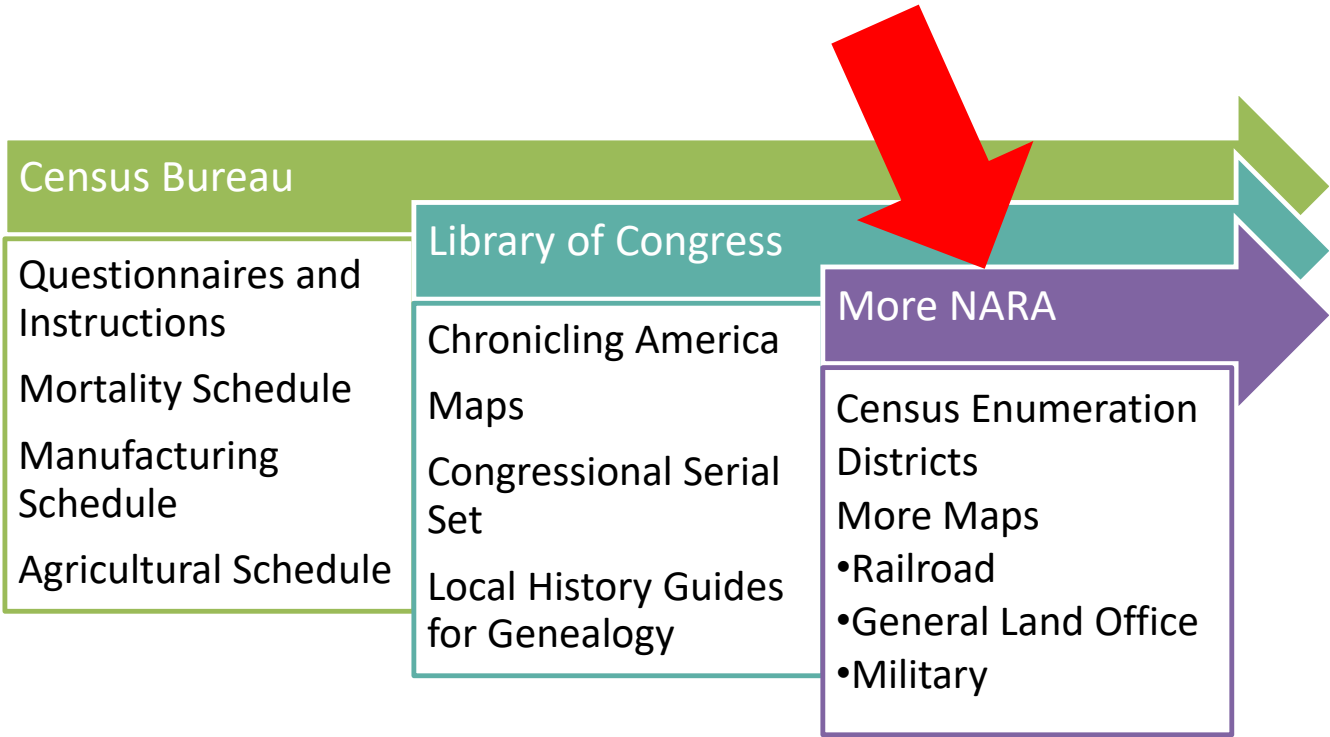 Census Bureau
Questionnaires and
Instructions
Mortality Schedule
Manufacturing
Schedule
Agricultural Schedule
Library of Congress
Chronicling America
Maps
Congressional Serial
Set
Local History Guides
for Genealogy
More NARA
Census Enumeration
Districts
More Maps
•Railroad
•General Land Office
•Military